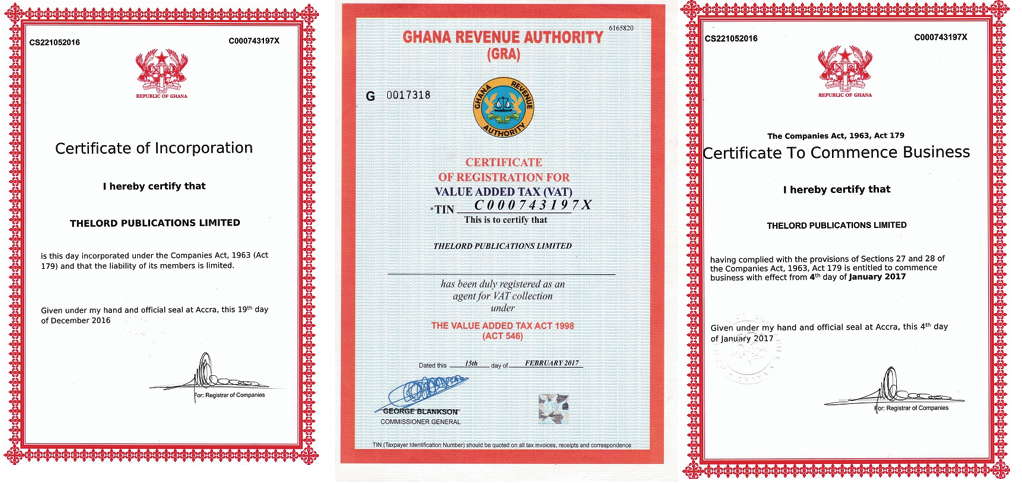 CS221052016
C000743197X
REPUBLIC OF GHANA
Certificate of Incorporation
I hereby certify that
THELORD PUBLICATIONS LIMITED
is this day incorporated under the Companies Act, 1963 (Act
179) and that the liability of its members is limited.
Given under my hand and official seal at Accra, this 19th day
of December 2016
For: Registrar of Companies
6165820
GHANA REVENUE AUTHORITY
(GRA)
G 0017318
GHANA REVENUE
AUTHORITY
CERTIFICATE
OF REGISTRATION FOR
VALUE ADDED TAX (VAT)
*TIN C000743197X
This is to certify that
THELORD PUBLICATIONS LIMITED
has been duly registered as an
agent for VAT collection
under
THE VALUE ADDED TAX ACT 1998
(ACT 546)
Dated this 15th day of FEBRUARY 2017
GEORGE BLANKSON
COMMISSIONER GENERAL
TIN (Taxpayer Identification Number) should be quoted on all tax invoices, receipts and correspondence
CS221052016
C000743197X
REPUBLIC OF GHANA
The Companies Act, 1963, Act 179
Certificate To Commence Business
I hereby certify that
THELORD PUBLICATIONS LIMITED
having complied with the provisions of Sections 27 and 28 of
the Companies Act, 1963, Act 179 is entitled to commence
business with effect from 4th day of January 2017
Given under my hand and official seal at Accra, this 4th day
of January 2017
For: Registrar of Companies